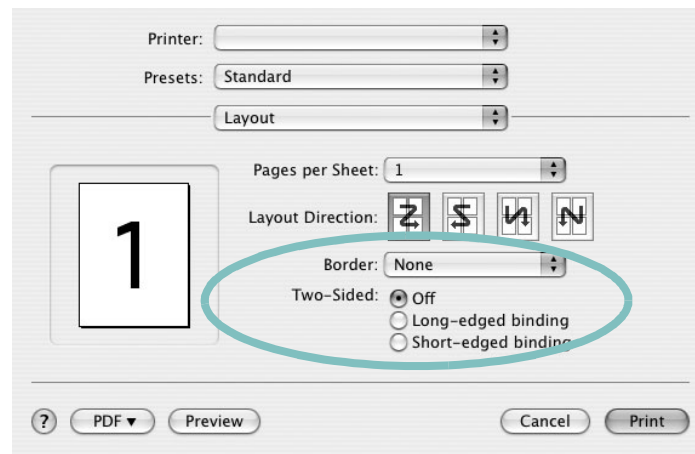 Printer:
Presets: Standard
Layout
Pages per Sheet: 1
Layout Direction:
1
Border: None
Two-Sided: Off
Long-edged binding
Short-edged binding
? PDF▼ Preview Cancel Print